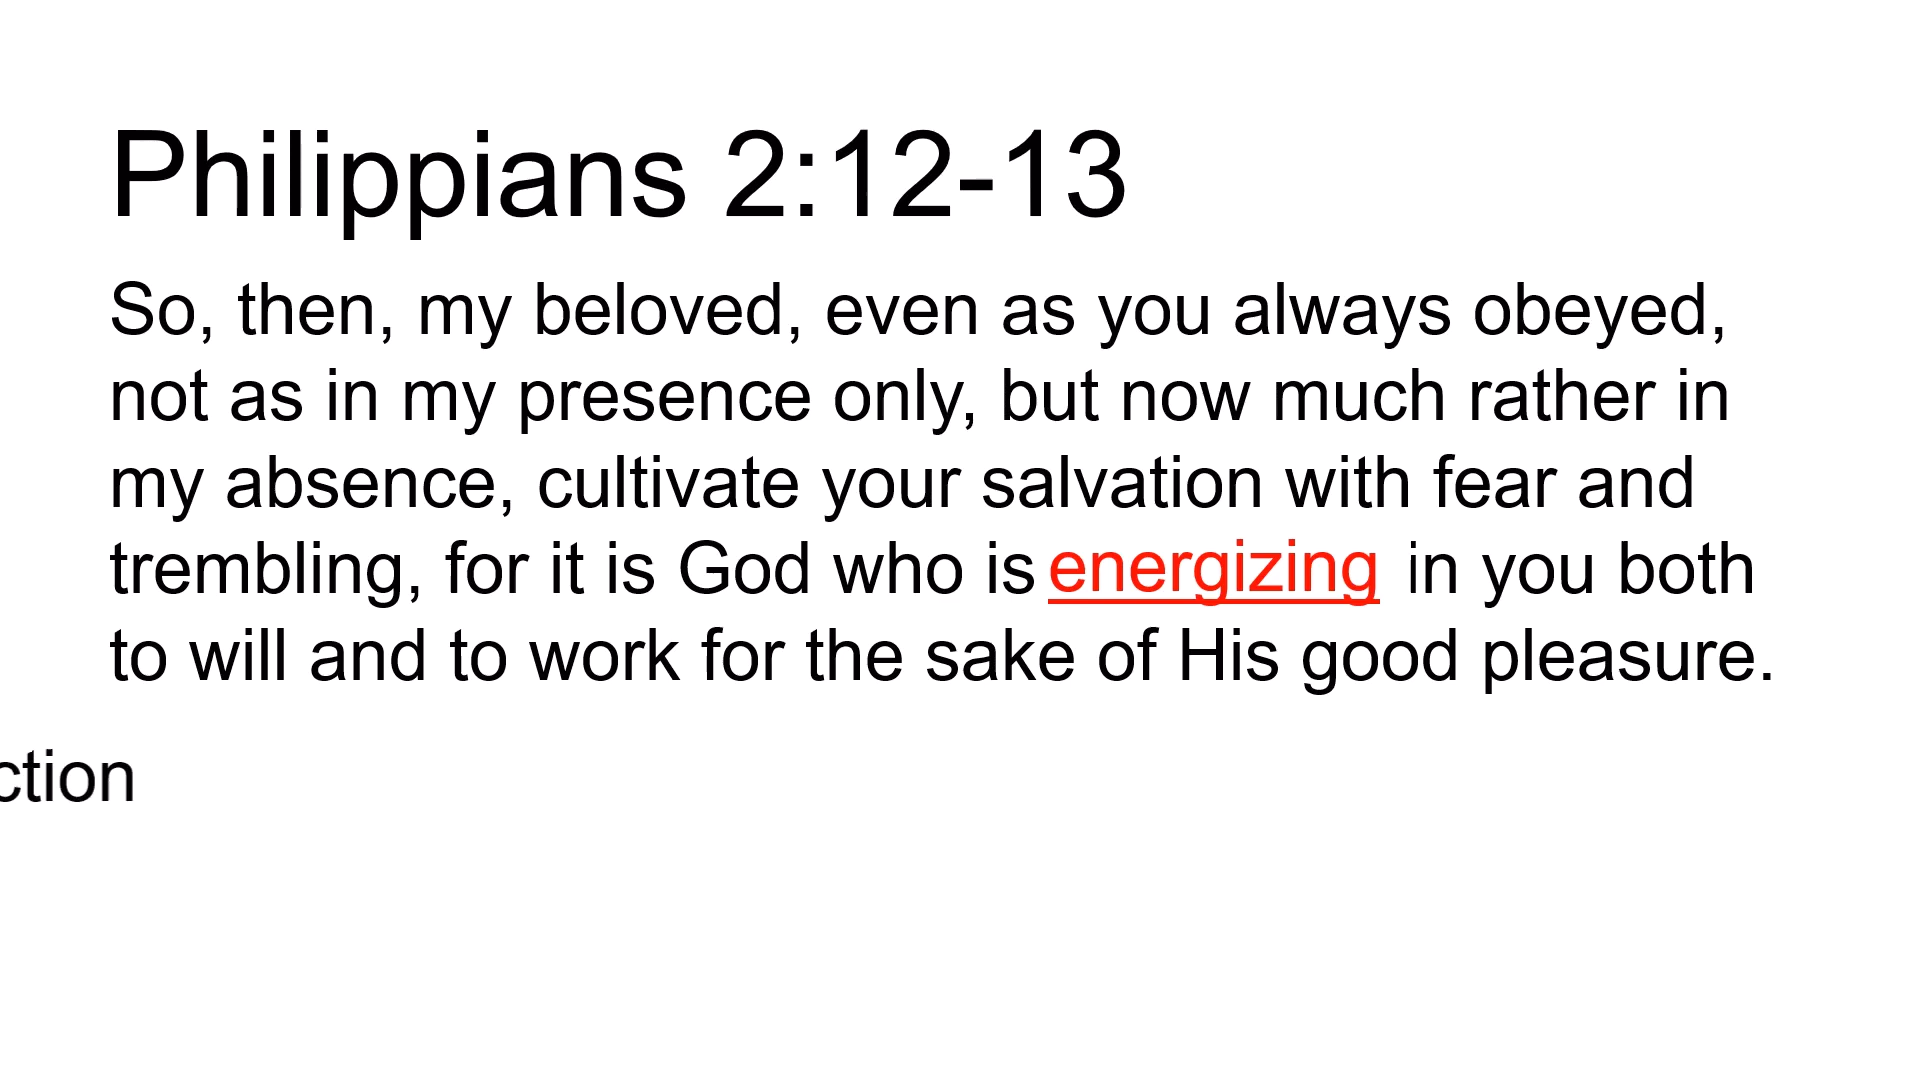 Philippians 2:12-13
So, then, my beloved, even as you always obeyed,
not as in my presence only, but now much rather in
my absence, cultivate your salvation with fear and
trembling, for it is God who is energizing in you both
to will and to work for the sake of His good pleasure.
ction